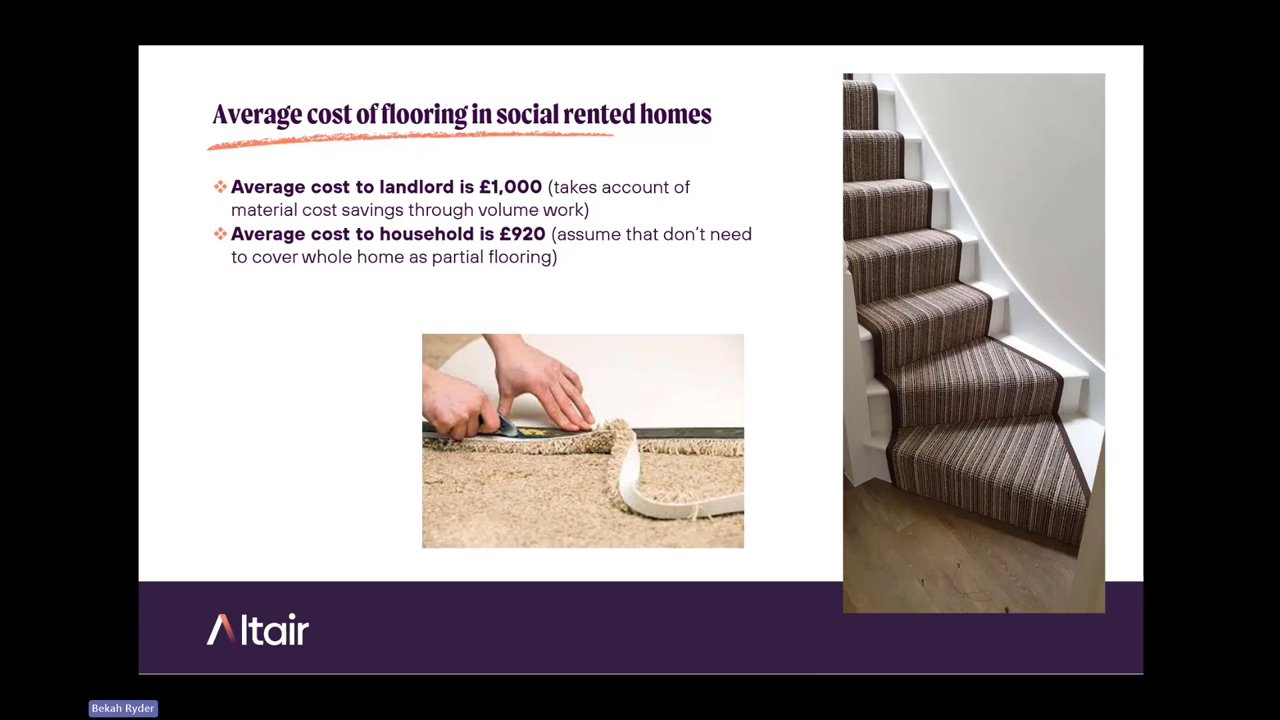 Average cost of flooring in social rented homes
Average cost to landlord is £1,000 (takes account of
material cost savings through volume work)
Average cost to household is £920 (assume that don't need
to cover whole home as partial flooring)
Altair
Bekah Ryder